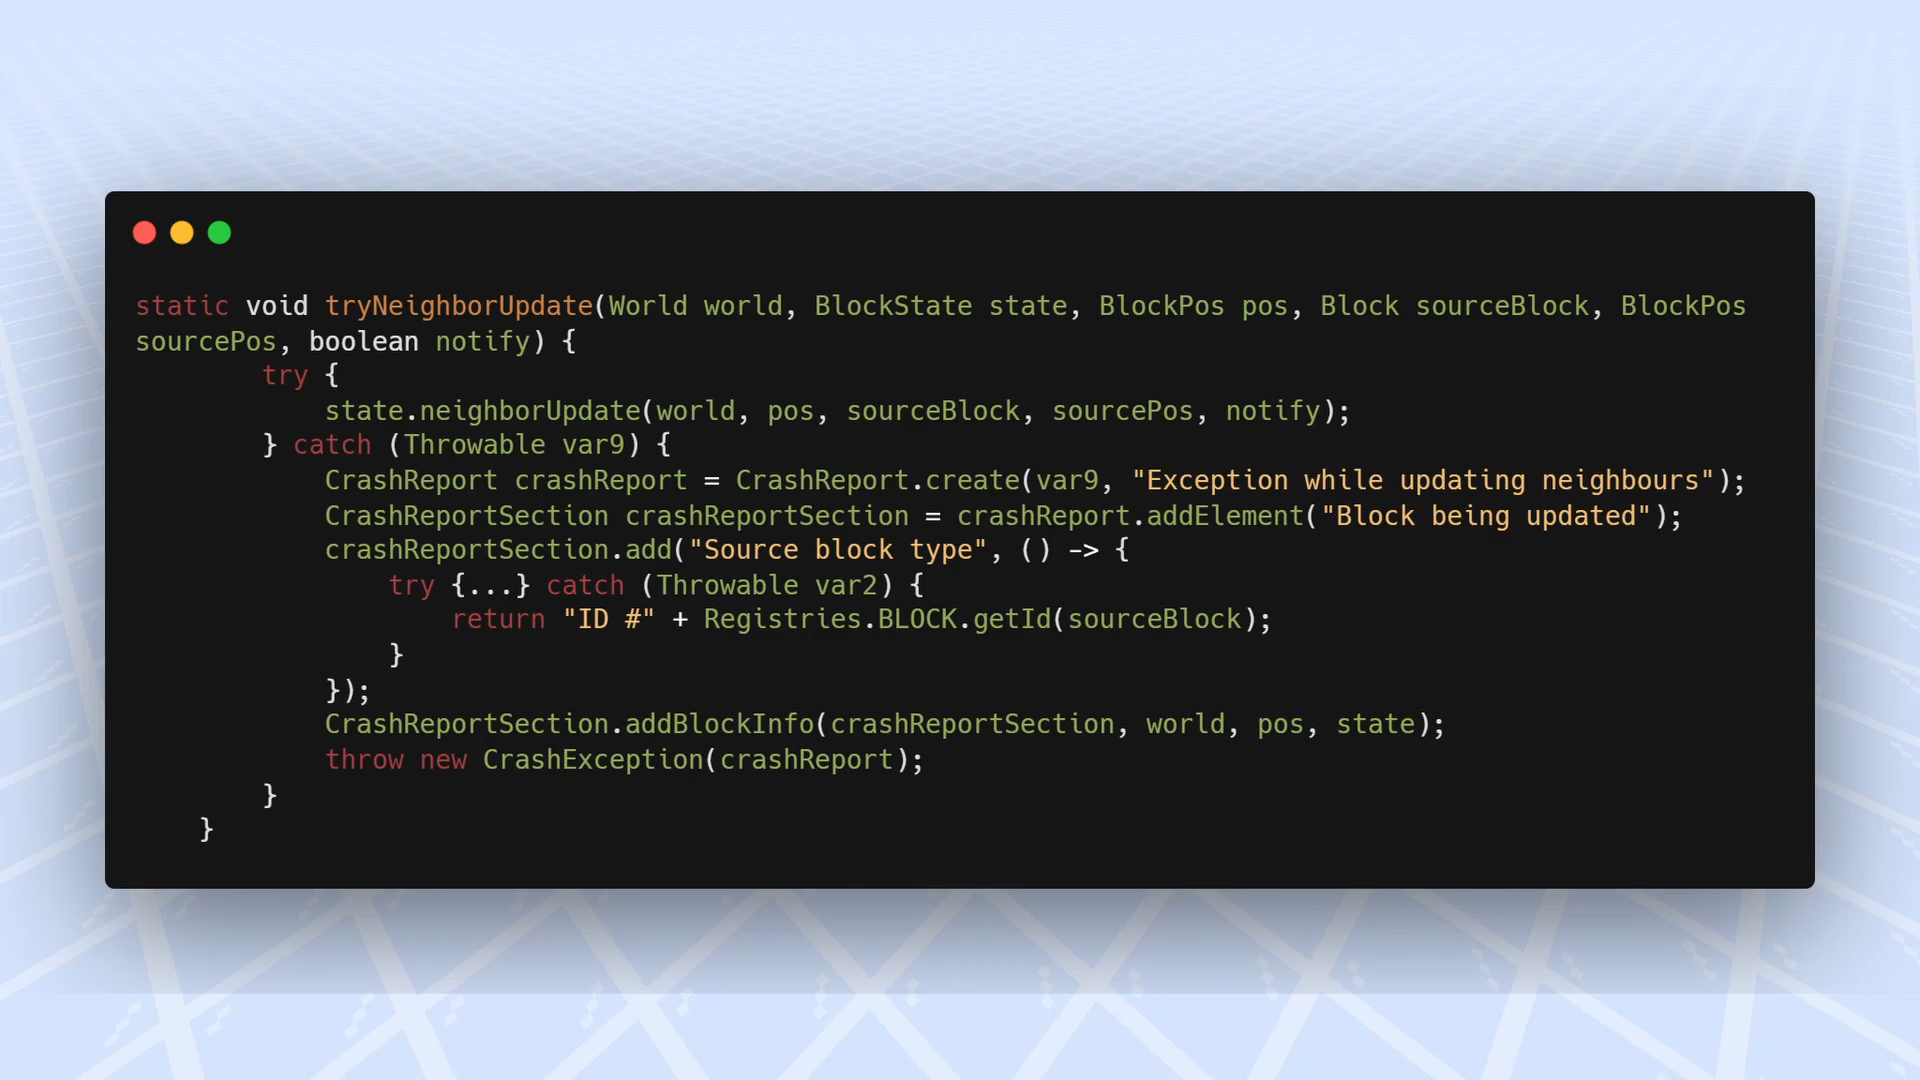 static void tryNeighborUpdate(World world, BlockState state, BlockPos pos, Block sourceBlock, BlockPos
sourcePos, boolean notify) {
        try {
            state.neighborUpdate(world, pos, sourceBlock, sourcePos, notify);
        } catch (Throwable var9) {
            CrashReport crashReport = CrashReport.create(var9, "Exception while updating neighbours");
            CrashReportSection crashReportSection = crashReport.addElement("Block being updated");
            crashReportSection.add("Source block type", () -> {
                try {...} catch (Throwable var2) {
                    return "ID #" + Registries.BLOCK.getId(sourceBlock);
                }
            });
            CrashReportSection.addBlockInfo(crashReportSection, world, pos, state);
            throw new CrashException(crashReport);
        }
    }